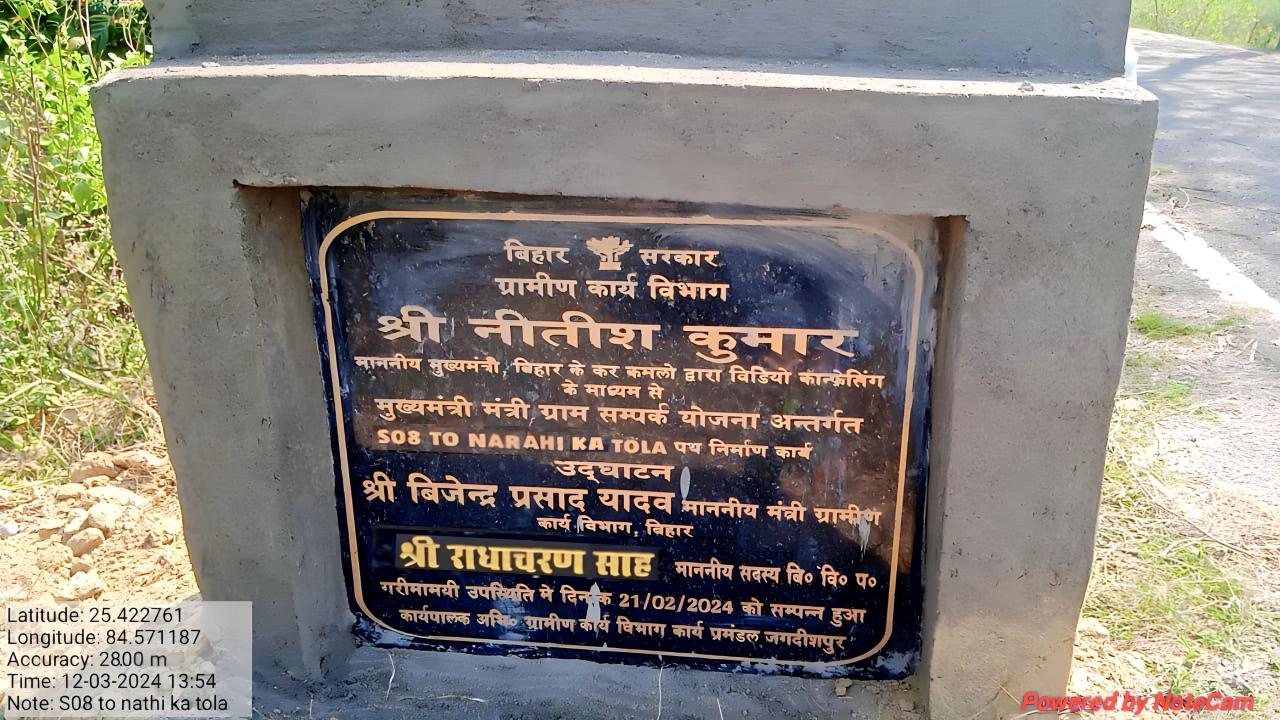 बिहार सरकार
ग्रामीण कार्य विभाग
श्री नीतीश कुमार
माननीय मुख्यमंत्री, बिहार के कर कमलो द्वारा विडियो कान्फ्रेलिंग
के माध्यम से
मुख्यमंत्री मंत्री ग्राम सम्पर्क योजना अन्तर्गत
S08 TO NARAHI KA TOLA पथ निर्माण कार्य
उद्घाटन
श्री बिजेन्द्र प्रसाद यादव माननीय मंत्री ग्रामीण
कार्य विभाग, बिहार
श्री राधाचरण साह माननीय सदस्य बि० वि० प०
गरीमामयी उपस्थिति मे दिनांक 21/02/2024 को सम्पन्न हुआ
कार्यपालक अभि० ग्रामीण कार्य विभाग कार्य प्रमंडल जगदीशपुर
Latitude: 25.422761
Longitude: 84.571187
Accuracy: 2800 m
Time: 12-03-2024 13:54
Note: S08 to nathi ka tola
Powered by NoteCam